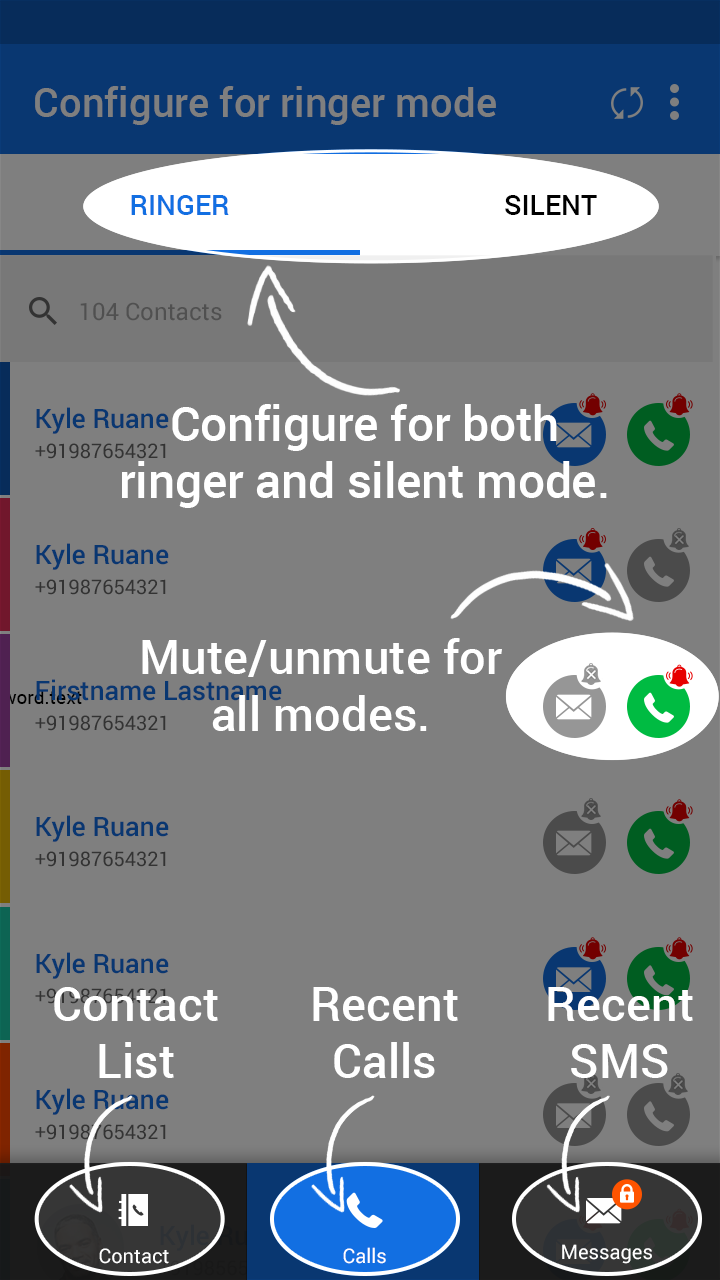 Configure for ringer mode
RINGER SILENT
104 Contacts
Kyle Ruane
+91987654321
Configure for both
ringer and silent mode.
Kyle Ruane
+91987654321
Mute/unmute for
all modes.
Firstname Lastname
word.text
+91987654321
Kyle Ruane
+91987654321
Kyle Ruane
+91987654321
Contact
List
Recent
Calls
Recent
SMS
Kyle Ruane
+91987654321
Contact Calls Messages